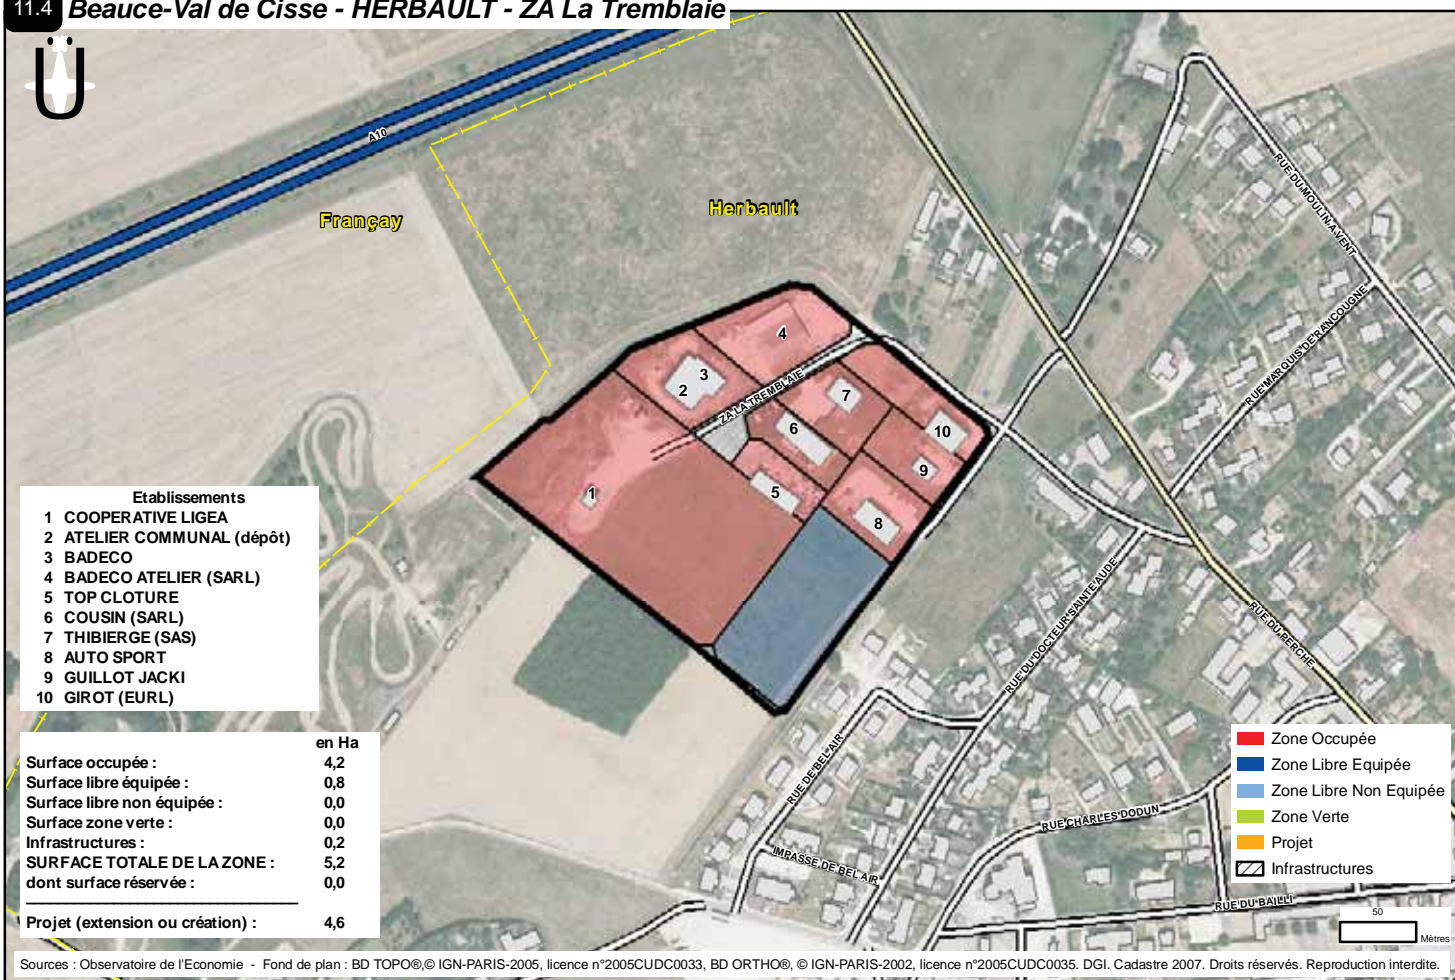 11.4 Beauce-Val de Cisse - HERBAULT - ZA La Tremblaie
A10
Françay
Herbault
RUE DU MOULIN A VENT
RUE MARQUIS DE RANCOUGNE
4
3
2
ZA LA TREMBLAIE
7
6
10
9
1
5
8
Etablissements
1 COOPERATIVE LIGEA
2 ATELIER COMMUNAL (dépôt)
3 BADECO
4 BADECO ATELIER (SARL)
5 TOP CLOTURE
6 COUSIN (SARL)
7 THIBIERGE (SAS)
8 AUTO SPORT
9 GUILLOT JACKI
10 GIROT (EURL)
RUE DU DOCTEUR SAINTE AUDE
RUE DU PERCHE
RUE DE BEL AIR
IMPASSE DE BEL AIR
RUE CHARLES DODUN
RUE DU BAILLI
en Ha
Surface occupée : 4,2
Surface libre équipée : 0,8
Surface libre non équipée : 0,0
Surface zone verte : 0,0
Infrastructures : 0,2
SURFACE TOTALE DE LA ZONE : 5,2
dont surface réservée : 0,0
Projet (extension ou création) : 4,6
Zone Occupée
Zone Libre Equipée
Zone Libre Non Equipée
Zone Verte
Projet
Infrastructures
50
Mètres
Sources : Observatoire de l'Economie - Fond de plan : BD TOPO®,© IGN-PARIS-2005, licence n°2005CUDC0033, BD ORTHO®, © IGN-PARIS-2002, licence n°2005CUDC0035. DGI. Cadastre 2007. Droits réservés. Reproduction interdite.